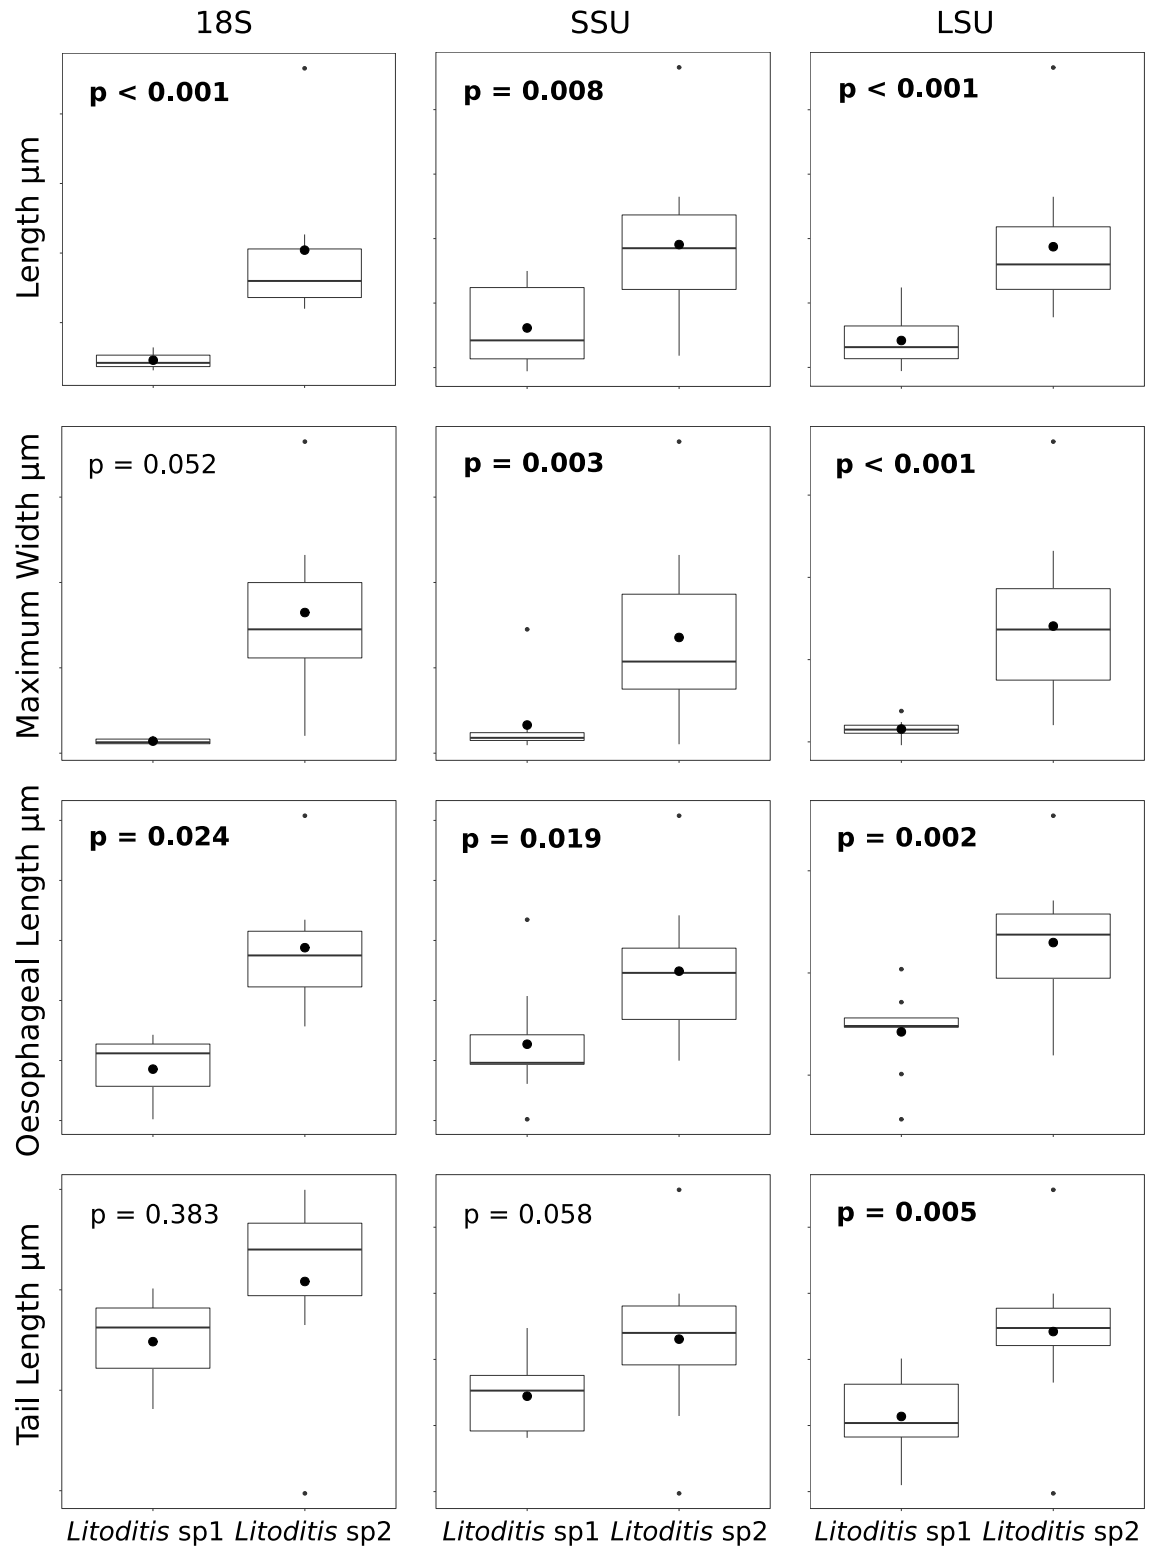 18S SSU LSU
Length µm
p < 0.001 p = 0.008 p < 0.001
Maximum Width µm
p = 0.052 p = 0.003 p < 0.001
Oesophageal Length µm
p = 0.024 p = 0.019 p = 0.002
Tail Length µm
p = 0.383 p = 0.058 p = 0.005
Litoditis sp1 Litoditis sp2 Litoditis sp1 Litoditis sp2 Litoditis sp1 Litoditis sp2